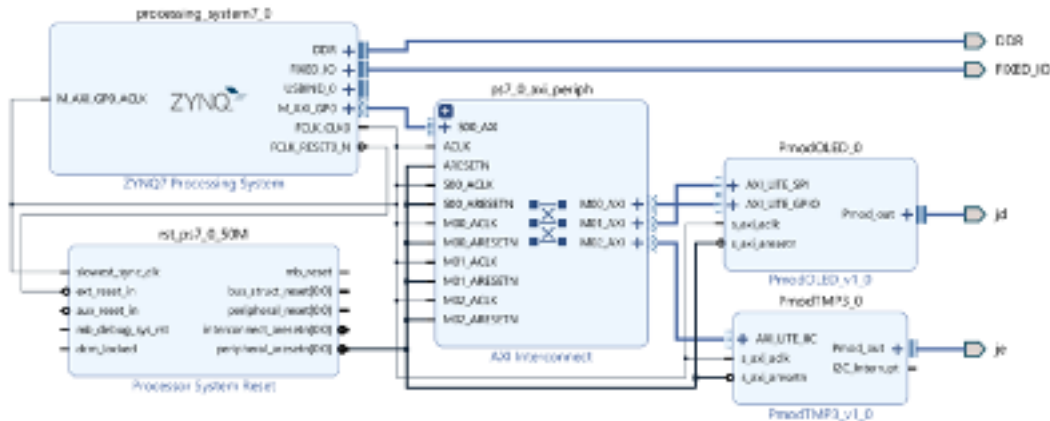 processing_system7_0
DDR
FIXED_IO
USBIND_0
M_AXI_GP0
FCLK_CLK0
FCLK_RESET0_N
M_AXI_GP0_ACLK
ZYNQ
ZYNQ7 Processing System
DDR
FIXED_IO
ps7_0_axi_periph
S00_AXI
ACLK
ARESETN
S00_ACLK
S00_ARESETN
M00_ACLK
M00_ARESETN
M01_ACLK
M01_ARESETN
M02_ACLK
M02_ARESETN
M00_AXI
M01_AXI
M02_AXI
AXI Interconnect
rst_ps7_0_50M
slowest_sync_clk
ext_reset_in
aux_reset_in
mb_debug_sys_rst
dcm_locked
mb_reset
bus_struct_reset[0:0]
peripheral_reset[0:0]
interconnect_aresetn[0:0]
peripheral_aresetn[0:0]
Processor System Reset
PmodOLED_0
AXI_LITE_SPI
AXI_LITE_GPIO
s_axi_aclk
s_axi_aresetn
Pmod_out
PmodOLED_v1_0
jd
PmodTMP3_0
AXI_LITE_IIC
s_axi_aclk
s_axi_aresetn
Pmod_out
I2C_Interrupt
PmodTMP3_v1_0
je